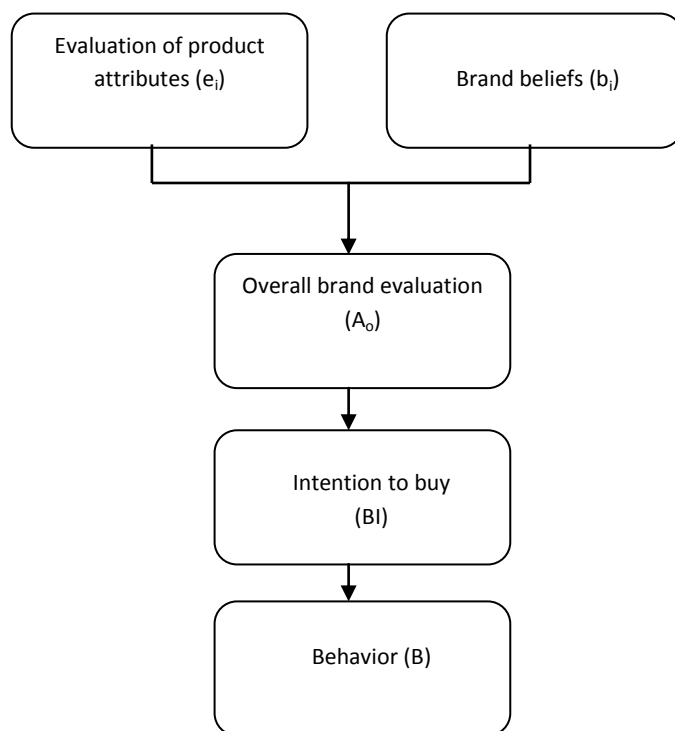 Evaluation of product
attributes (eᵢ)
Brand beliefs (bᵢ)
Overall brand evaluation
(Aₒ)
Intention to buy
(BI)
Behavior (B)